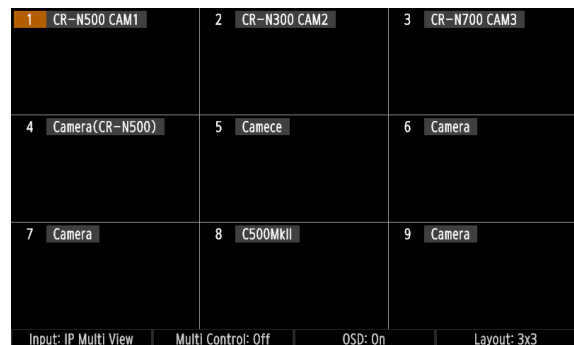 1 CR-N500 CAM1 2 CR-N300 CAM2 3 CR-N700 CAM3
4 Camera(CR-N500) 5 Camece 6 Camera
7 Camera 8 C500MkII 9 Camera
Input: IP Multi View Multi Control: Off OSD: On Layout: 3x3